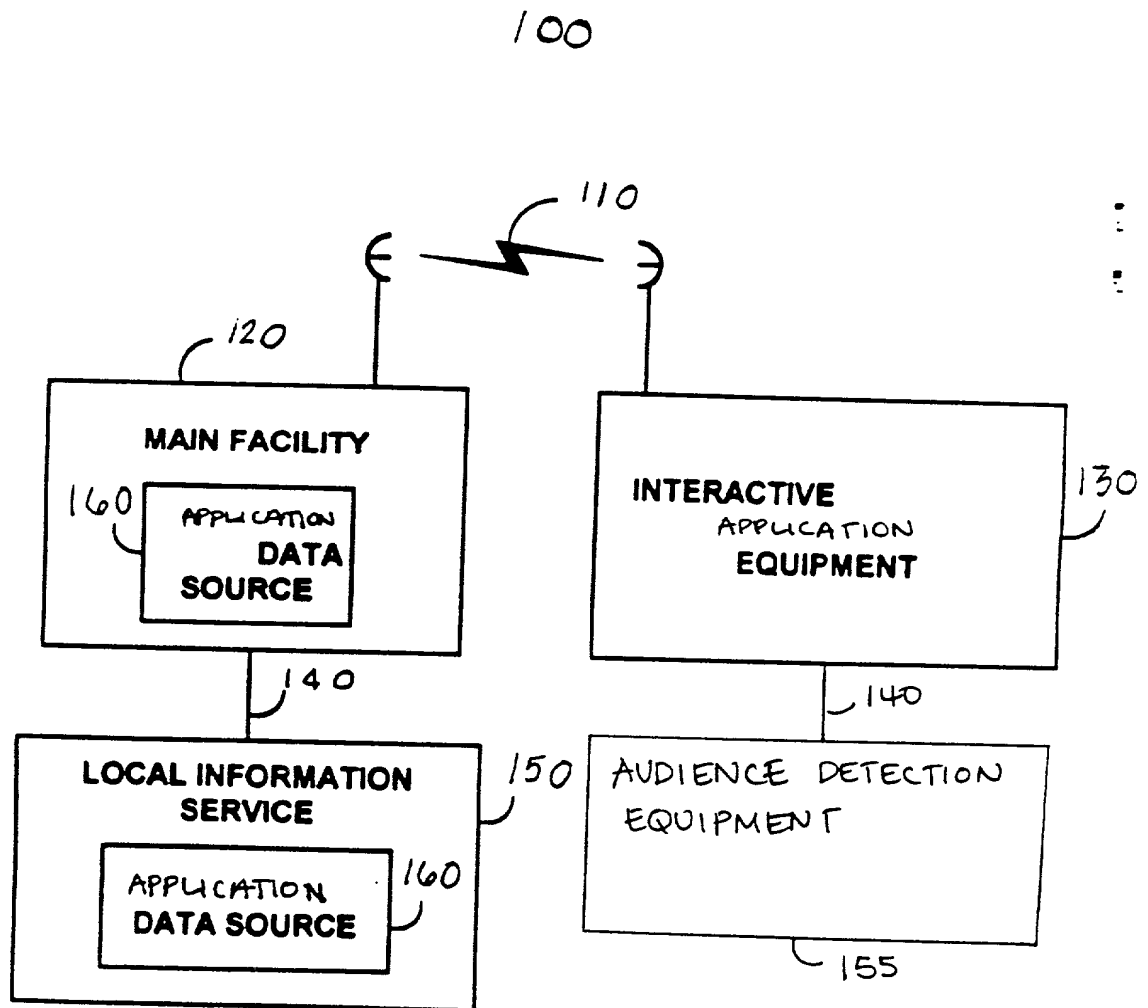 100
110
120
MAIN FACILITY
160
APPLICATION
DATA
SOURCE
130
INTERACTIVE
APPLICATION
EQUIPMENT
140
140
LOCAL INFORMATION
SERVICE
150
APPLICATION
DATA SOURCE
160
AUDIENCE DETECTION
EQUIPMENT
155